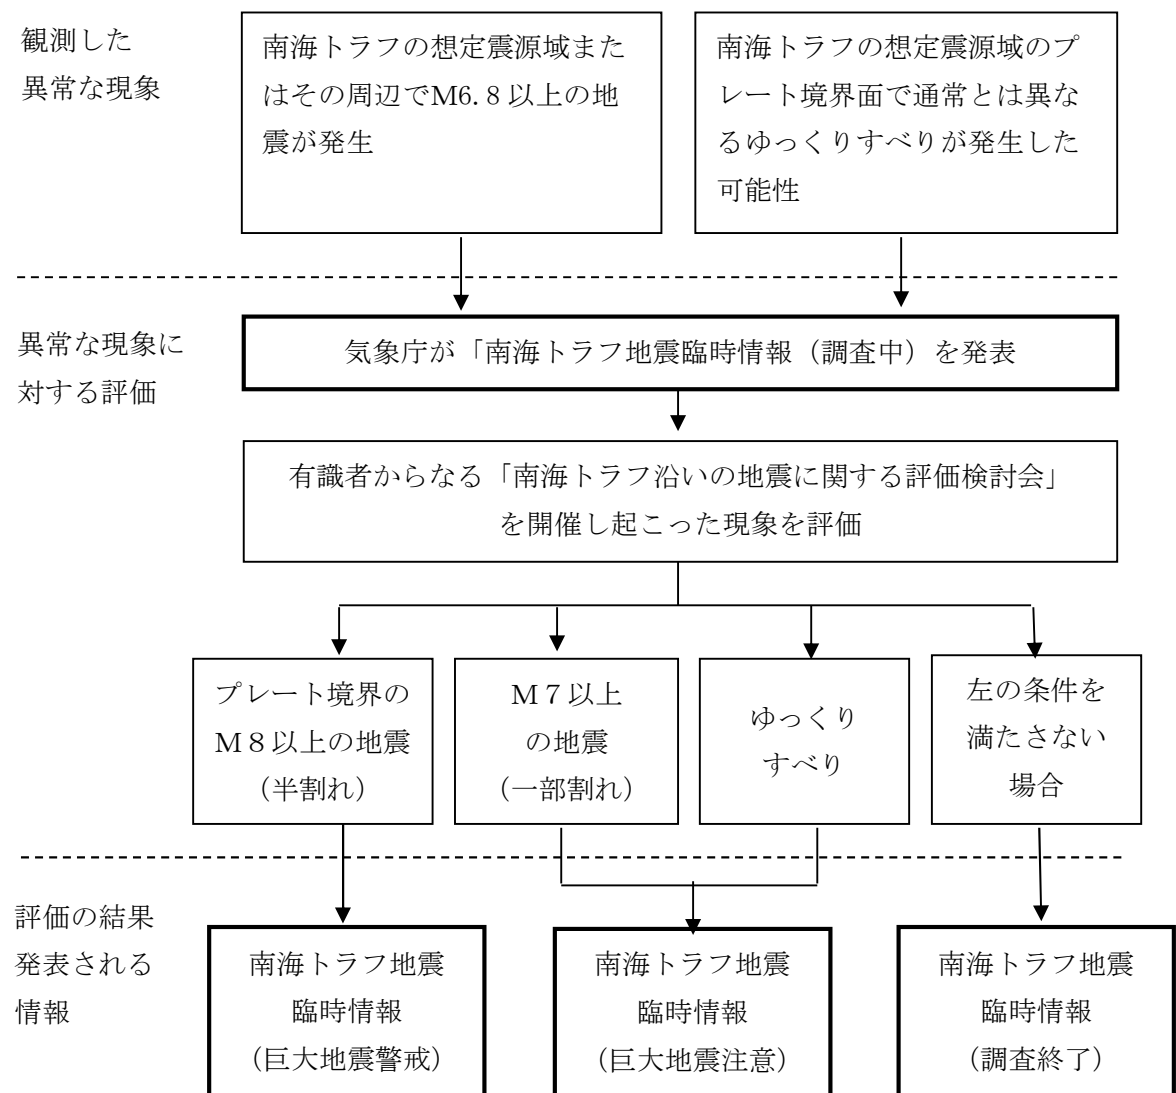 観測した
異常な現象
南海トラフの想定震源域また
はその周辺でM6.８以上の地
震が発生
南海トラフの想定震源域のプ
レート境界面で通常とは異な
るゆっくりすべりが発生した
可能性
異常な現象に
対する評価
気象庁が「南海トラフ地震臨時情報（調査中）を発表
有識者からなる「南海トラフ沿いの地震に関する評価検討会」
を開催し起こった現象を評価
プレート境界の
Ｍ８以上の地震
（半割れ）
Ｍ７以上
の地震
（一部割れ）
ゆっくり
すべり
左の条件を
満たさない
場合
評価の結果
発表される
情報
南海トラフ地震
臨時情報
（巨大地震警戒）
南海トラフ地震
臨時情報
（巨大地震注意）
南海トラフ地震
臨時情報
（調査終了）